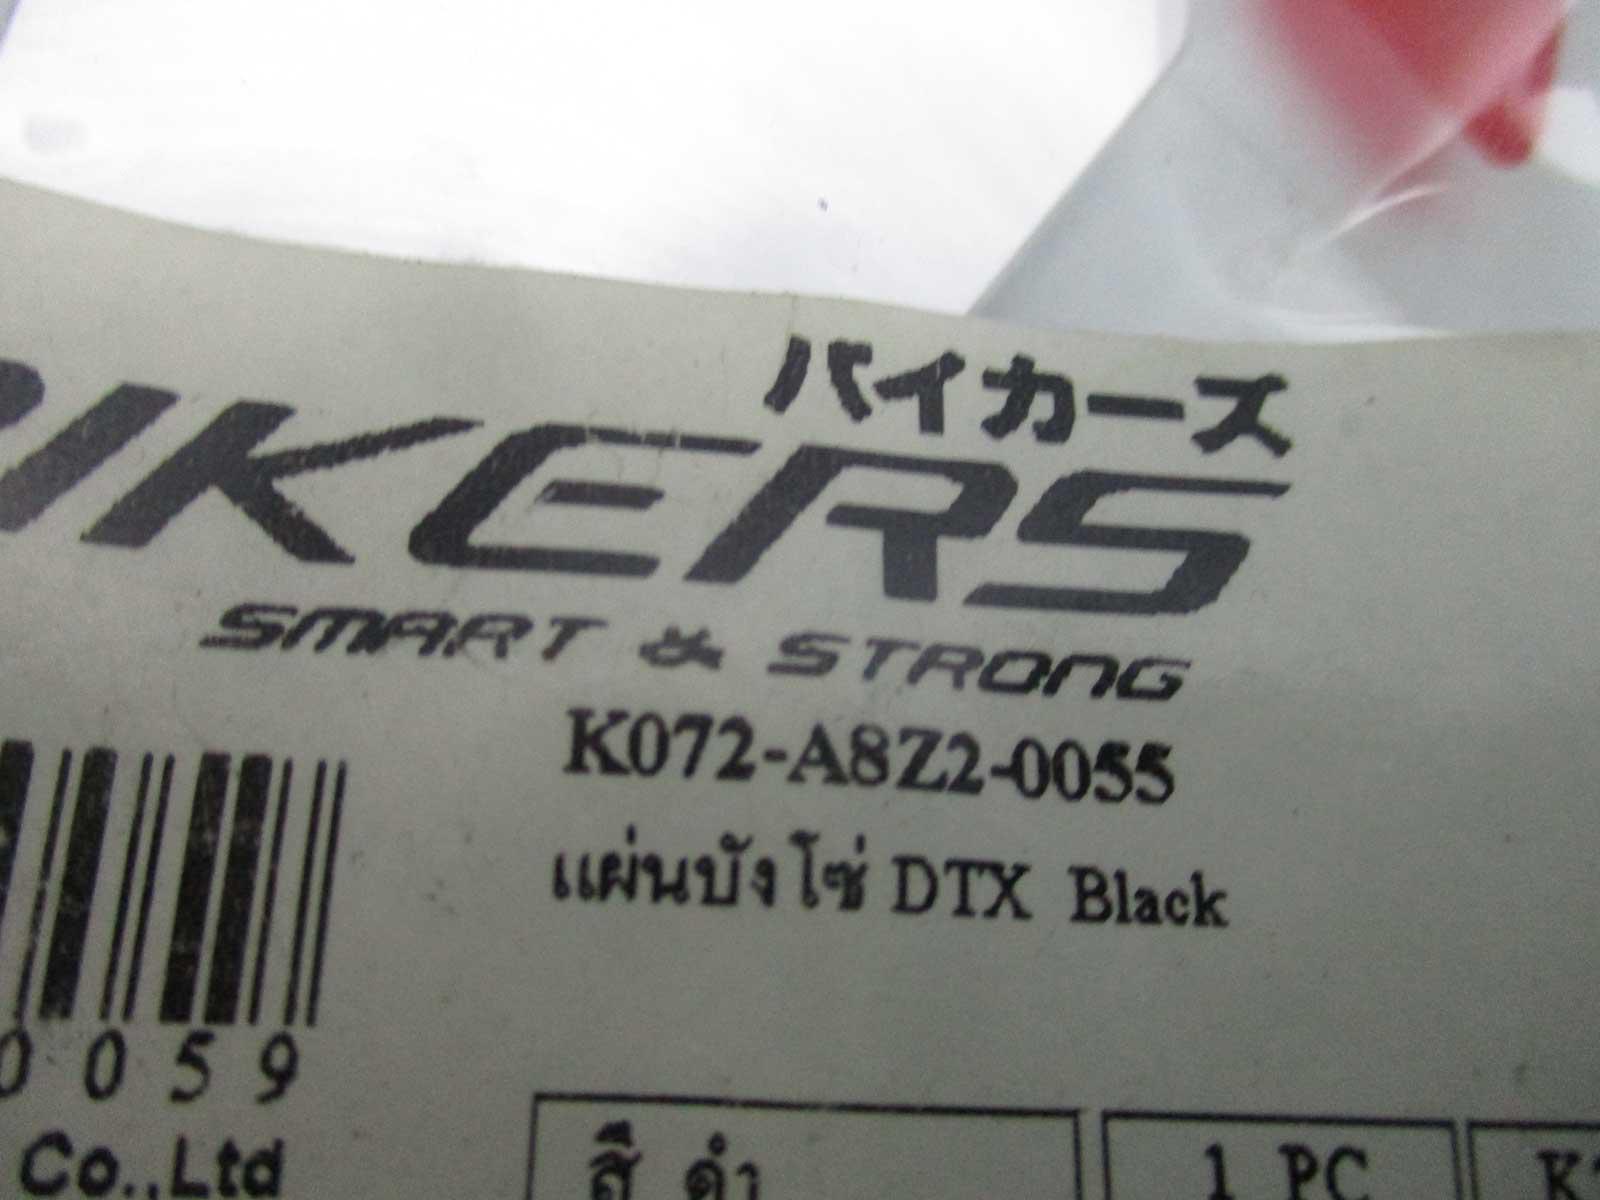 バイカーズ
BIKERS
SMART & STRONG
K072-A8Z2-0055
แผ่นบังโซ่ DTX Black
0059
Co.,Ltd
สี ดำ
1 PC